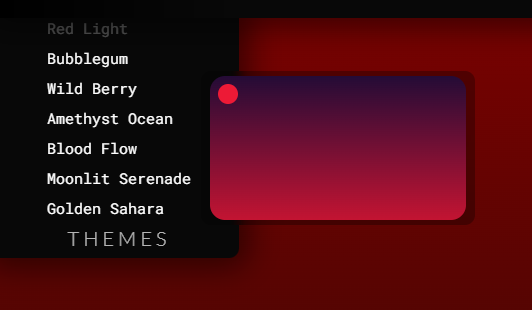 Red Light
Bubblegum
Wild Berry
Amethyst Ocean
Blood Flow
Moonlit Serenade
Golden Sahara
THEMES